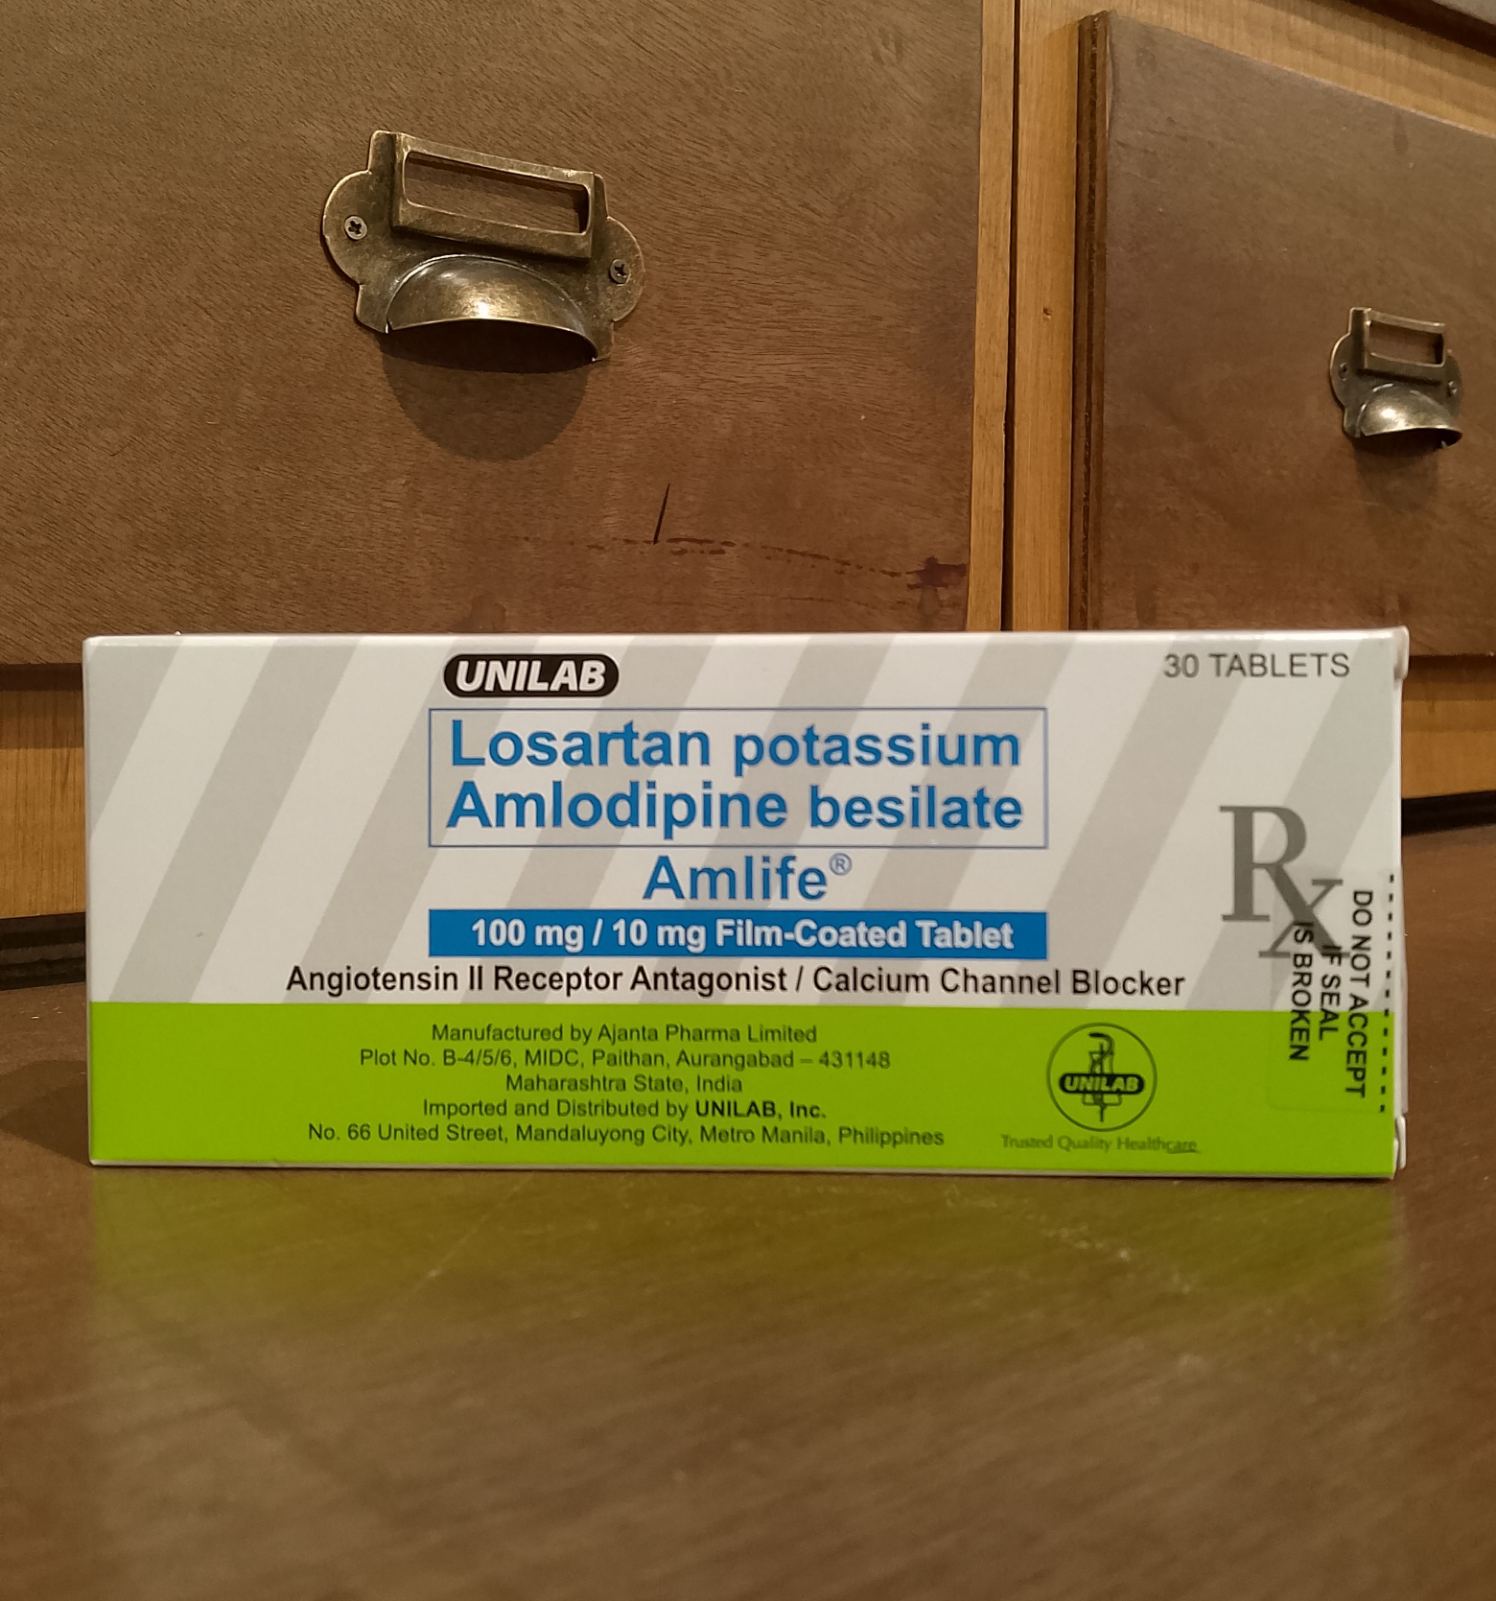 UNILAB
30 TABLETS
Losartan potassium
Amlodipine besilate
Amlife®
100 mg / 10 mg Film-Coated Tablet
Angiotensin II Receptor Antagonist / Calcium Channel Blocker
Rx
DO NOT ACCEPT
IF SEAL
IS BROKEN
Manufactured by Ajanta Pharma Limited
Plot No. B-4/5/6, MIDC, Paithan, Aurangabad – 431148
Maharashtra State, India
Imported and Distributed by UNILAB, Inc.
No. 66 United Street, Mandaluyong City, Metro Manila, Philippines
UNILAB
Trusted Quality Healthcare